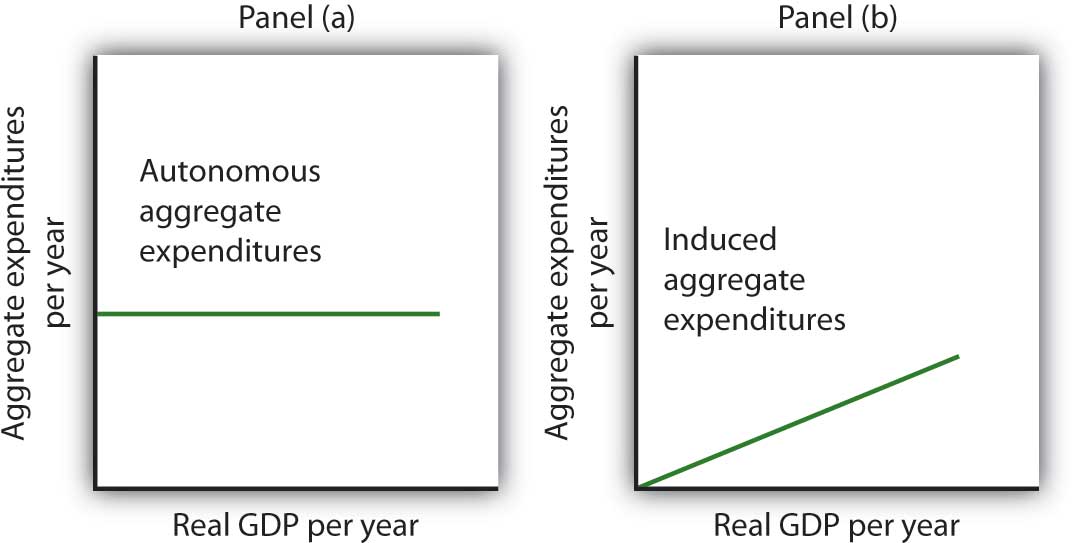 Panel (a)
Aggregate expenditures
per year
Autonomous
aggregate
expenditures
Real GDP per year
Panel (b)
Aggregate expenditures
per year
Induced
aggregate
expenditures
Real GDP per year